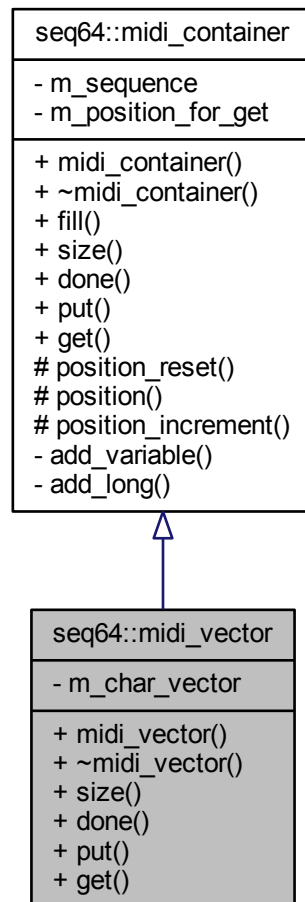 seq64::midi_container
- m_sequence
- m_position_for_get
+ midi_container()
+ ~midi_container()
+ fill()
+ size()
+ done()
+ put()
+ get()
# position_reset()
# position()
# position_increment()
- add_variable()
- add_long()
seq64::midi_vector
- m_char_vector
+ midi_vector()
+ ~midi_vector()
+ size()
+ done()
+ put()
+ get()